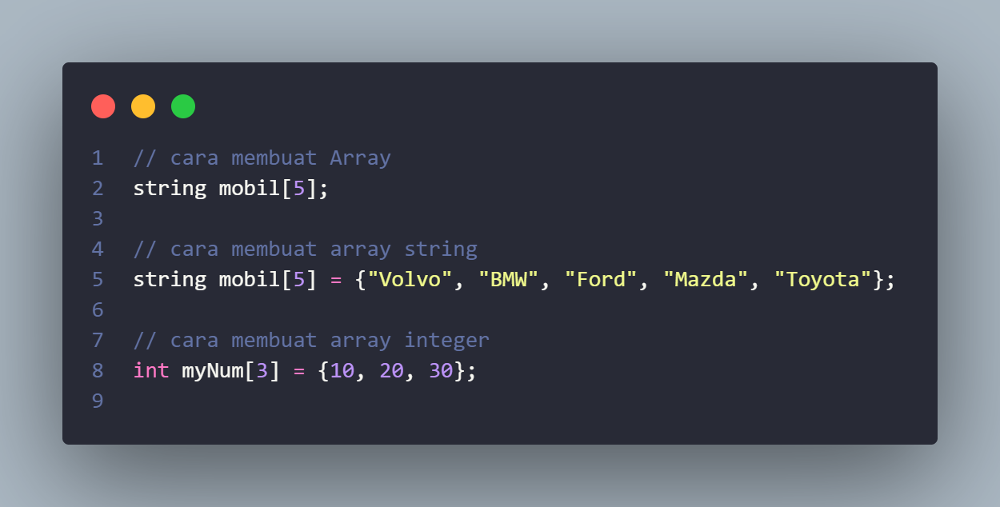 1 // cara membuat Array
2 string mobil[5];
3
4 // cara membuat array string
5 string mobil[5] = {"Volvo", "BMW", "Ford", "Mazda", "Toyota"};
6
7 // cara membuat array integer
8 int myNum[3] = {10, 20, 30};
9